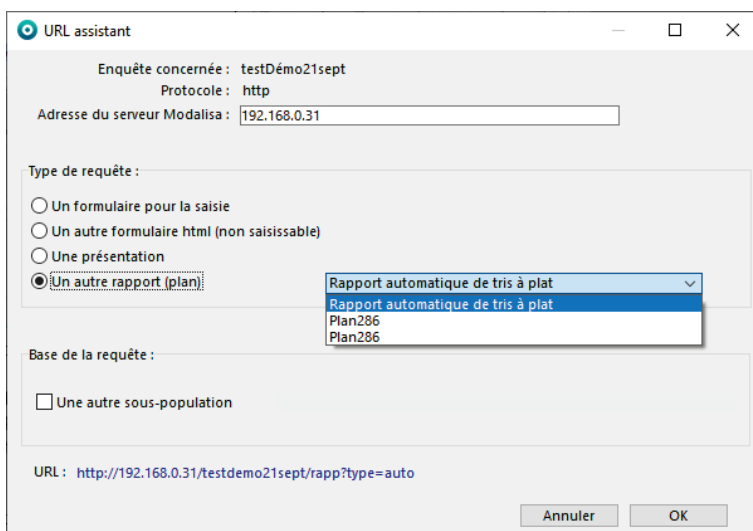 URL assistant
Enquête concernée : testDémo21sept
Protocole : http
Adresse du serveur Modalisa : 192.168.0.31
Type de requête :
Un formulaire pour la saisie
Un autre formulaire html (non saisissable)
Une présentation
Un autre rapport (plan) Rapport automatique de tris à plat
Rapport automatique de tris à plat
Plan286
Plan286
Base de la requête :
Une autre sous-population
URL : http://192.168.0.31/testdemo21sept/rapp?type=auto
Annuler OK